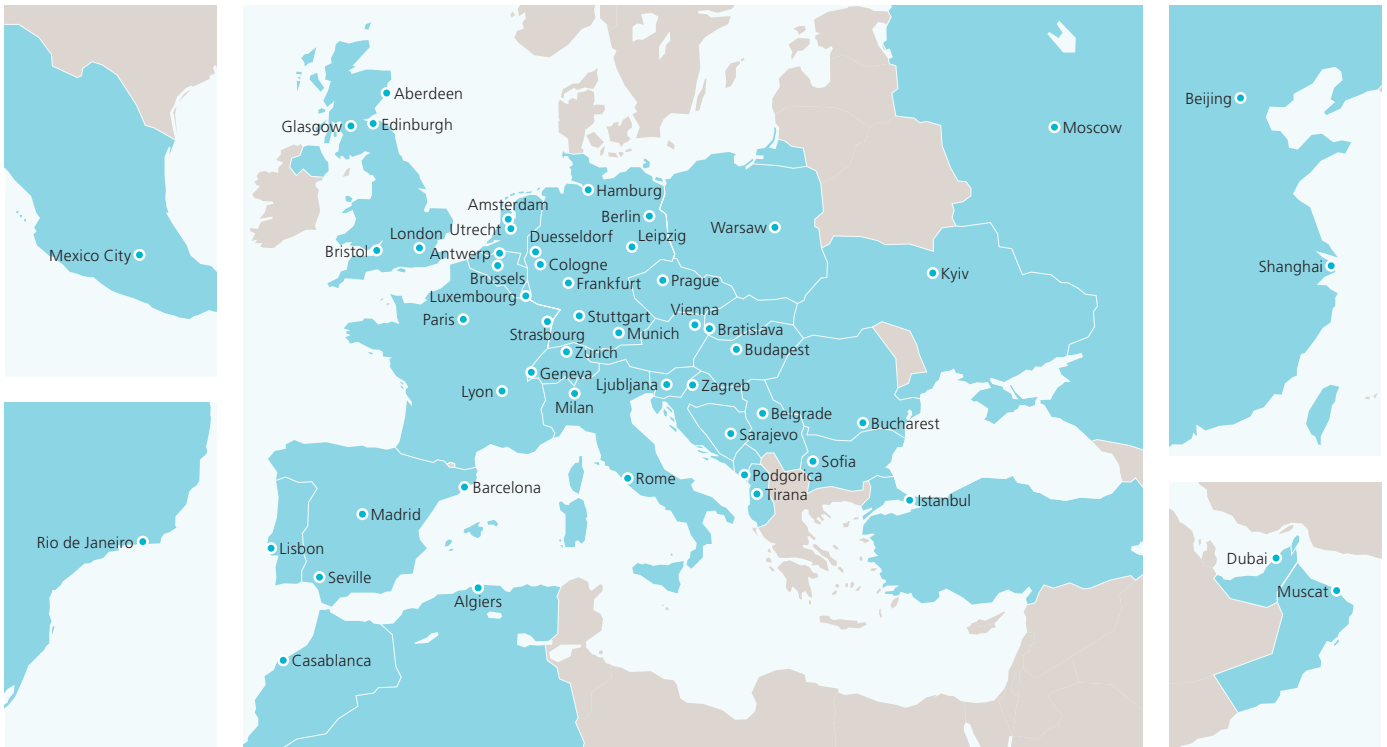 Mexico City
Rio de Janeiro
Aberdeen
Glasgow
Edinburgh
Moscow
Hamburg
Amsterdam
Berlin
Utrecht
Warsaw
London
Duesseldorf
Leipzig
Bristol
Antwerp
Cologne
Brussels
Frankfurt
Prague
Kyiv
Luxembourg
Vienna
Paris
Stuttgart
Strasbourg
Munich
Bratislava
Zurich
Budapest
Geneva
Ljubljana
Zagreb
Lyon
Milan
Belgrade
Bucharest
Sarajevo
Sofia
Podgorica
Rome
Barcelona
Tirana
Istanbul
Madrid
Lisbon
Seville
Algiers
Casablanca
Beijing
Shanghai
Dubai
Muscat